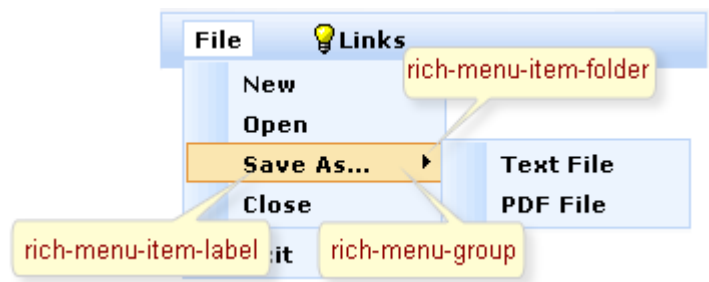 File Links
rich-menu-item-folder
New
Open
Save As... Text File
Close PDF File
rich-menu-item-label :it rich-menu-group